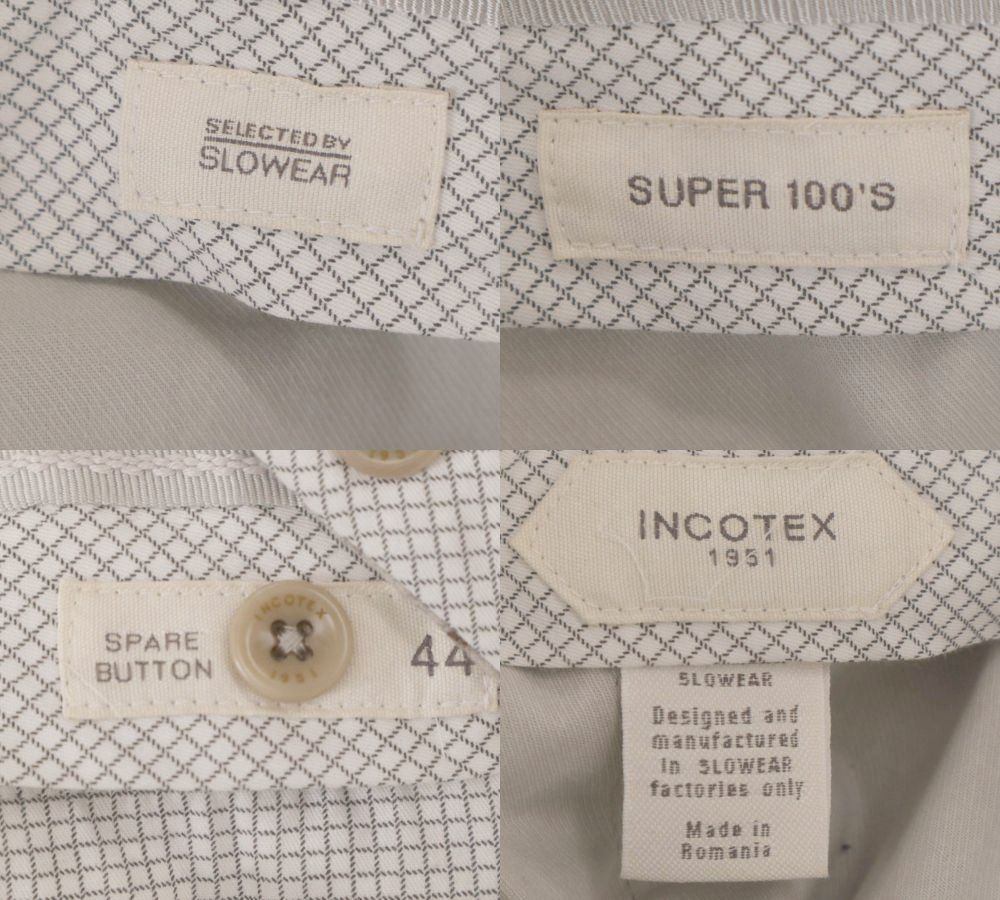 SELECTED BY
SLOWEAR
SUPER 100'S
1951
SPARE
BUTTON
INCOTEX
1951
44
INCOTEX
1951
SLOWEAR
Designed and
manufactured
in SLOWEAR
factories only
Made in
Romania